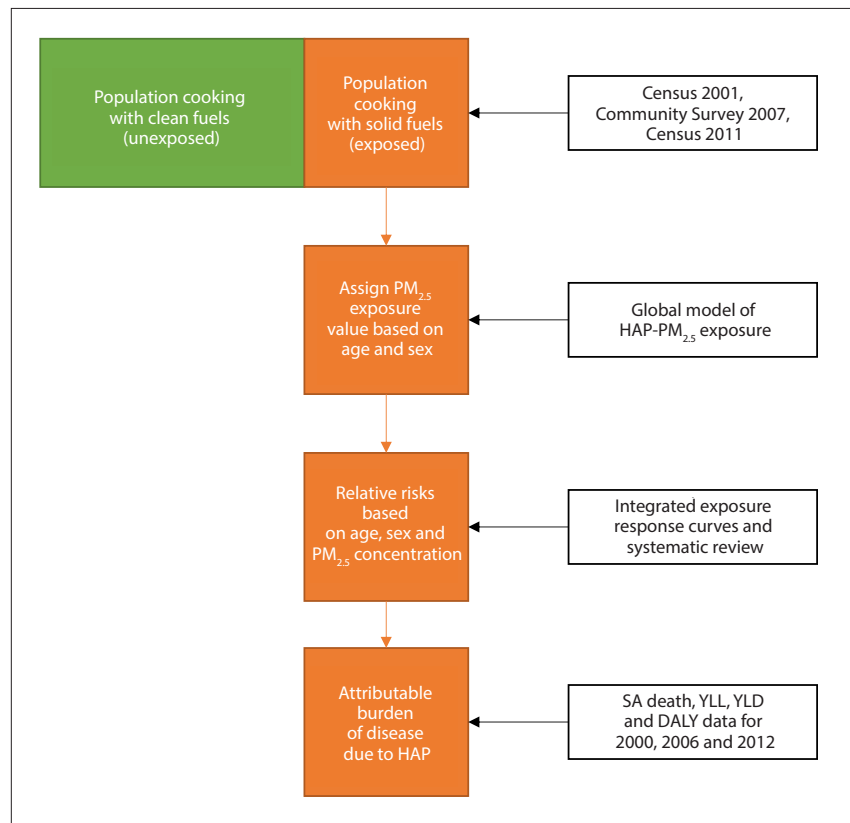 Population cooking
with clean fuels
(unexposed)
Population
cooking
with solid fuels
(exposed)
Census 2001,
Community Survey 2007,
Census 2011
Assign PM2.5
exposure
value based on
age and sex
Global model of
HAP-PM2.5 exposure
Relative risks
based
on age, sex and
PM2.5 concentration
Integrated exposure
response curves and
systematic review
Attributable
burden
of disease
due to HAP
SA death, YLL, YLD
and DALY data for
2000, 2006 and 2012